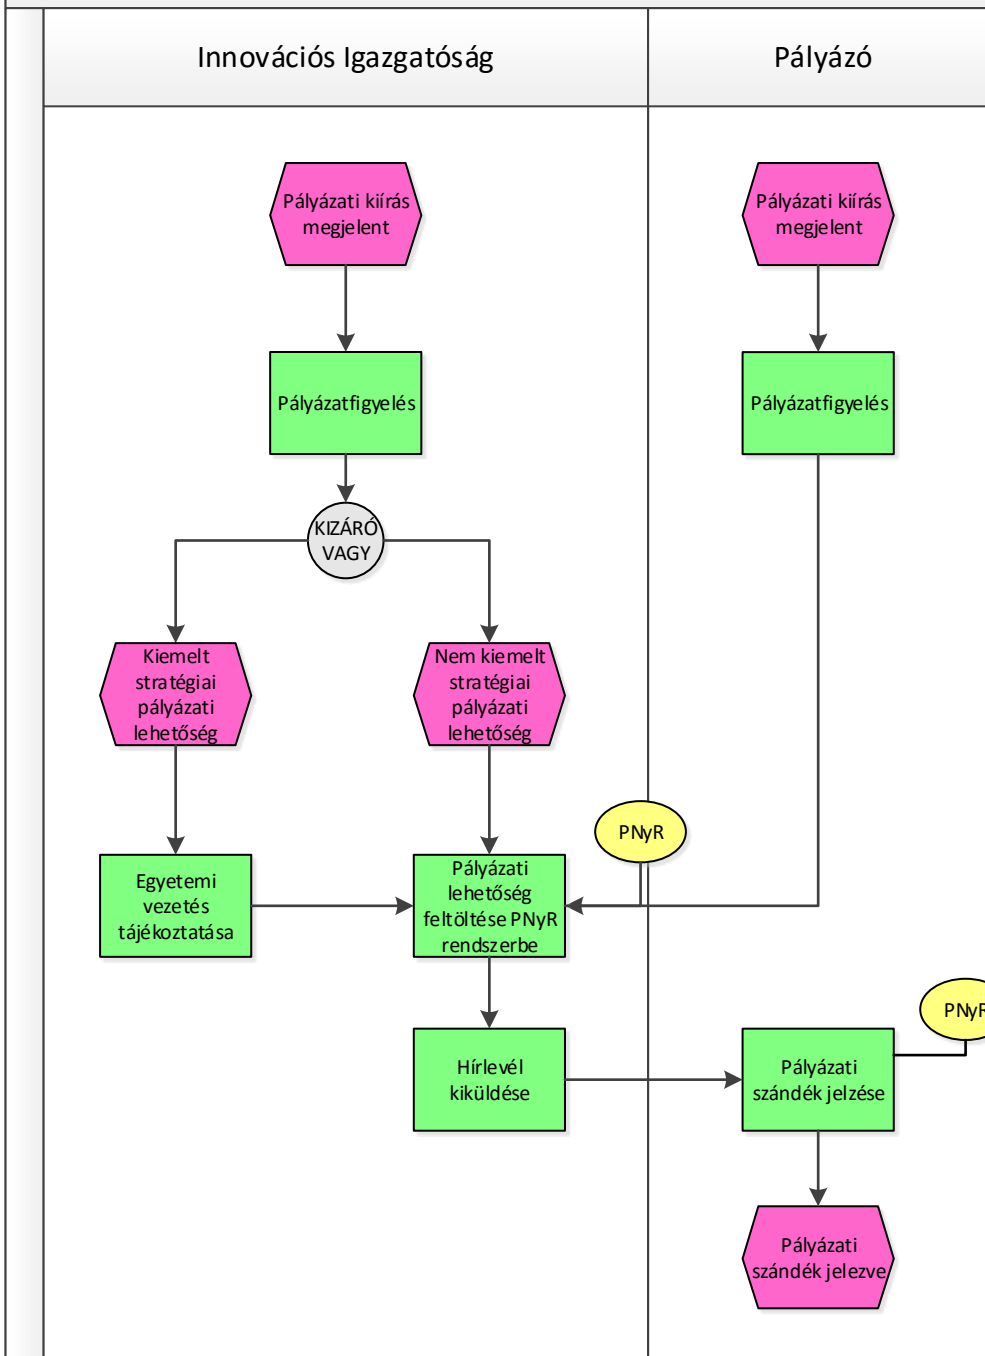 Innovációs Igazgatóság
Pályázó
Pályázati kiírás
megjelent
Pályázati kiírás
megjelent
Pályázatfigyelés
Pályázatfigyelés
KIZÁRÓ
VAGY
Kiemelt
stratégiai
pályázati
lehetőség
Nem kiemelt
stratégiai
pályázati
lehetőség
PNyR
Egyetemi
vezetés
tájékoztatása
Pályázati
lehetőség
feltöltése PNyR
rendszerbe
PNyR
Hírlevél
kiküldése
Pályázati
szándék jelzése
Pályázati
szándék jelezve